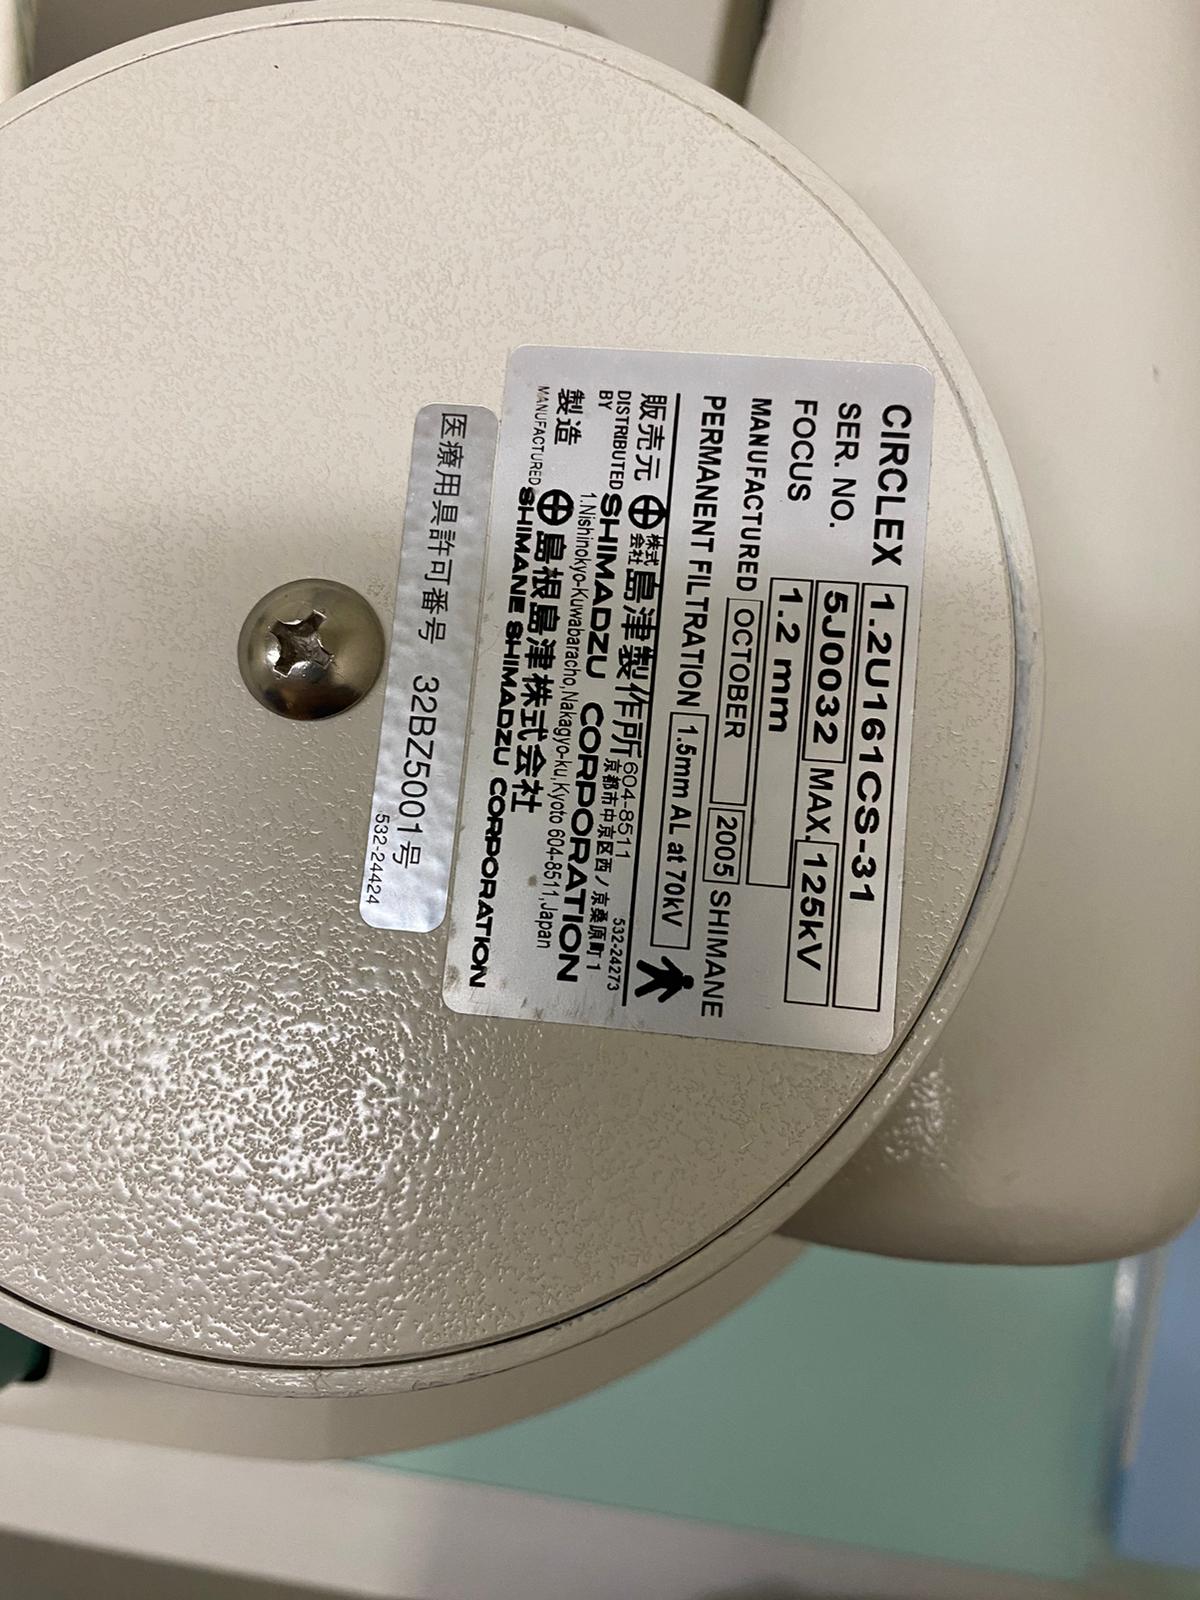 CIRCLEX 1.2U161CS-31
SER. NO. 5J0032 MAX. 125kV
FOCUS 1.2 mm
MANUFACTURED OCTOBER 2005 SHIMANE
PERMANENT FILTRATION 1.5mm AL at 70kV
販売元 株式会社 島津製作所 604-8511 京都市中京区西ノ京桑原町1 532-24273
DISTRIBUTED BY SHIMADZU CORPORATION
1.Nishinokyo-Kuwabaracho,Nakagyo-ku,Kyoto 604-8511,Japan
製造 島根島津株式会社
MANUFACTURED SHIMANE SHIMADZU CORPORATION
医療用具許可番号 32BZ5001号
532-24424